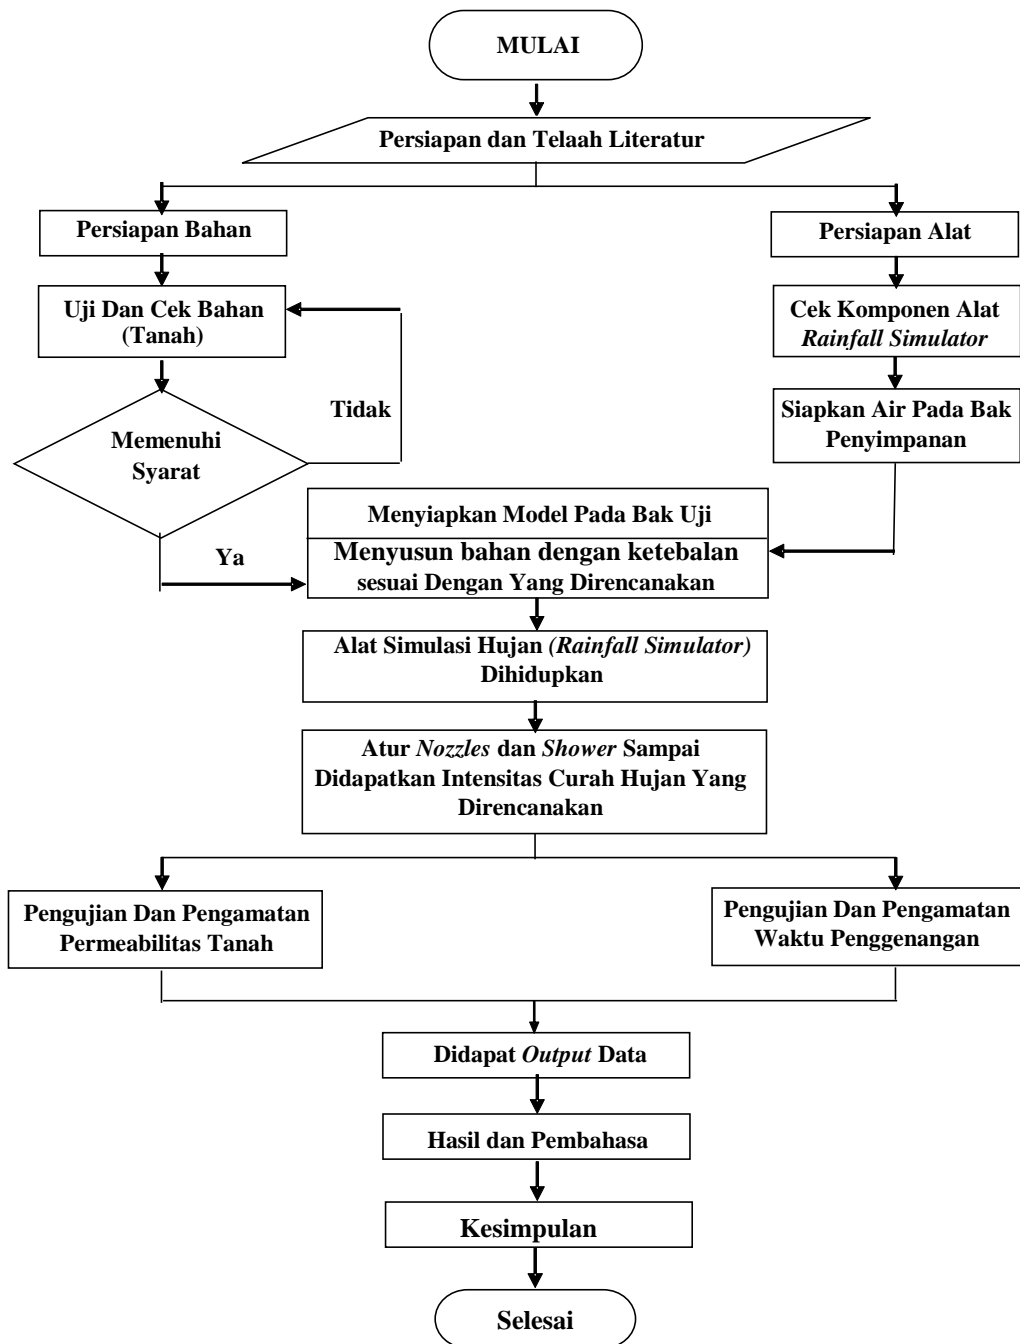 MULAI
Persiapan dan Telaah Literatur
Persiapan Bahan
Persiapan Alat
Uji Dan Cek Bahan
(Tanah)
Cek Komponen Alat
Rainfall Simulator
Tidak
Memenuhi
Syarat
Siapkan Air Pada Bak
Penyimpanan
Ya
Menyiapkan Model Pada Bak Uji
Menyusun bahan dengan ketebalan
sesuai Dengan Yang Direncanakan
Alat Simulasi Hujan (Rainfall Simulator)
Dihidupkan
Atur Nozzles dan Shower Sampai
Didapatkan Intensitas Curah Hujan Yang
Direncanakan
Pengujian Dan Pengamatan
Permeabilitas Tanah
Pengujian Dan Pengamatan
Waktu Penggenangan
Didapat Output Data
Hasil dan Pembahasa
Kesimpulan
Selesai